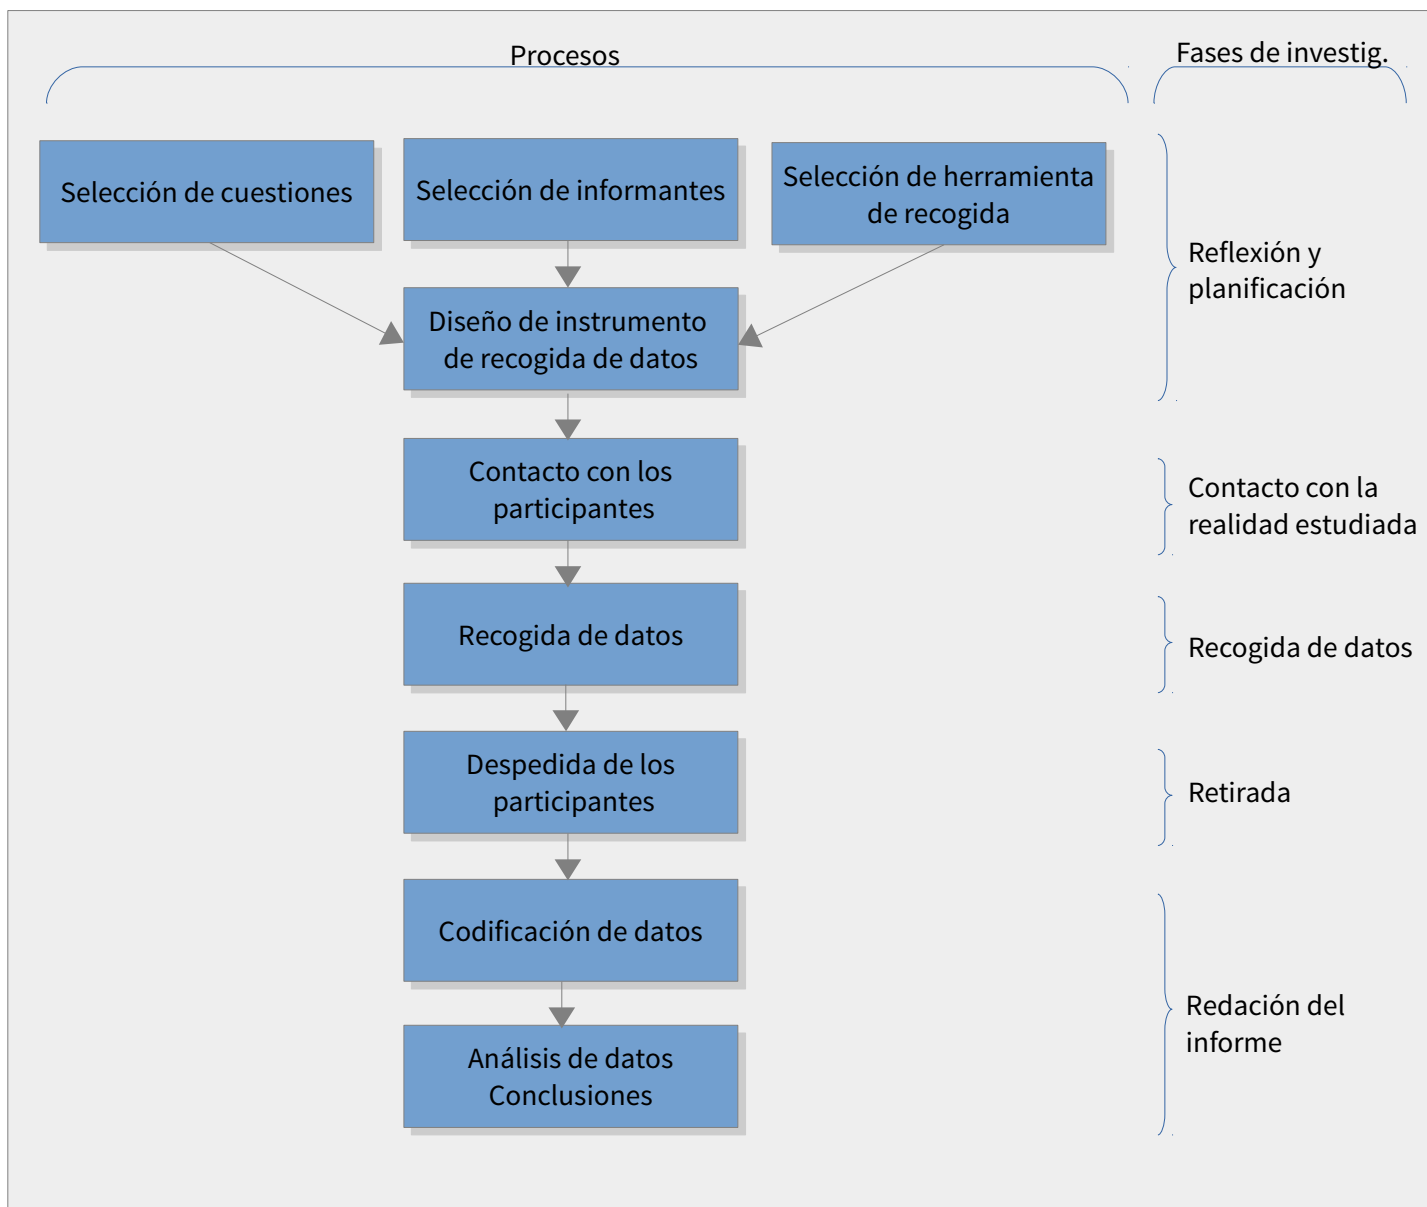 Procesos
Fases de investig.
Selección de cuestiones
Selección de informantes
Selección de herramienta
de recogida
Reflexión y
planificación
Diseño de instrumento
de recogida de datos
Contacto con los
participantes
Contacto con la
realidad estudiada
Recogida de datos
Recogida de datos
Despedida de los
participantes
Retirada
Codificación de datos
Redación del
informe
Análisis de datos
Conclusiones